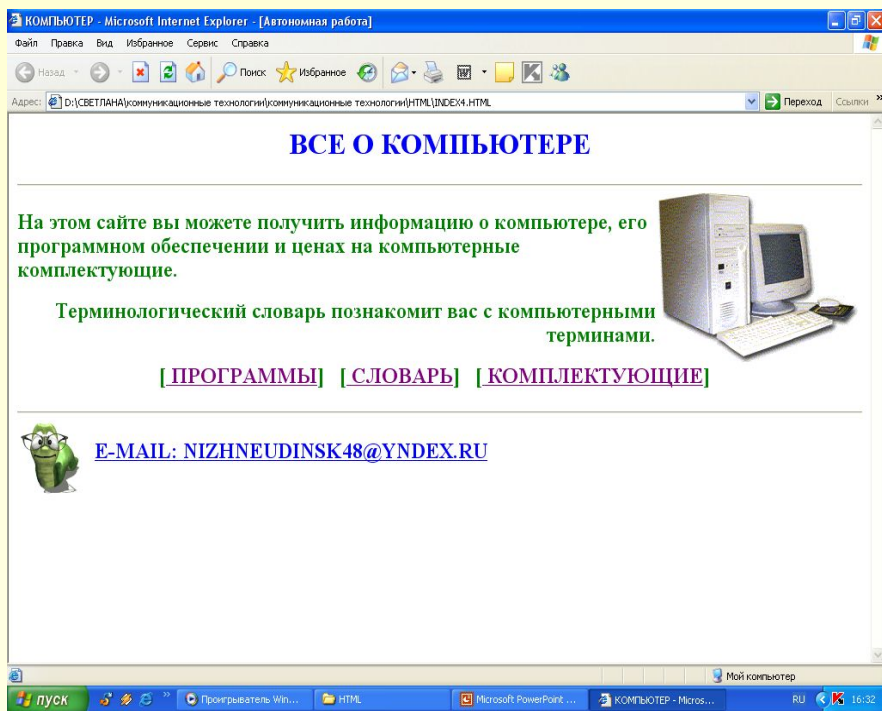 КОМПЬЮТЕР - Microsoft Internet Explorer - [Автономная работа]
Файл Правка Вид Избранное Сервис Справка
Назад Поиск Избранное
Адрес: D:\СВЕТЛАНА\коммуникационные технологии\коммуникационные технологии\HTML\INDEX4.HTML Переход Ссылки »
ВСЕ О КОМПЬЮТЕРЕ
На этом сайте вы можете получить информацию о компьютере, его
программном обеспечении и ценах на компьютерные
комплектующие.
Терминологический словарь познакомит вас с компьютерными
терминами.
[ ПРОГРАММЫ] [ СЛОВАРЬ] [ КОМПЛЕКТУЮЩИЕ]
E-MAIL: NIZHNEUDINSK48@YNDEX.RU
Мой компьютер
пуск » Проигрыватель Win... HTML Microsoft PowerPoint ... КОМПЬЮТЕР - Micros... RU 16:32